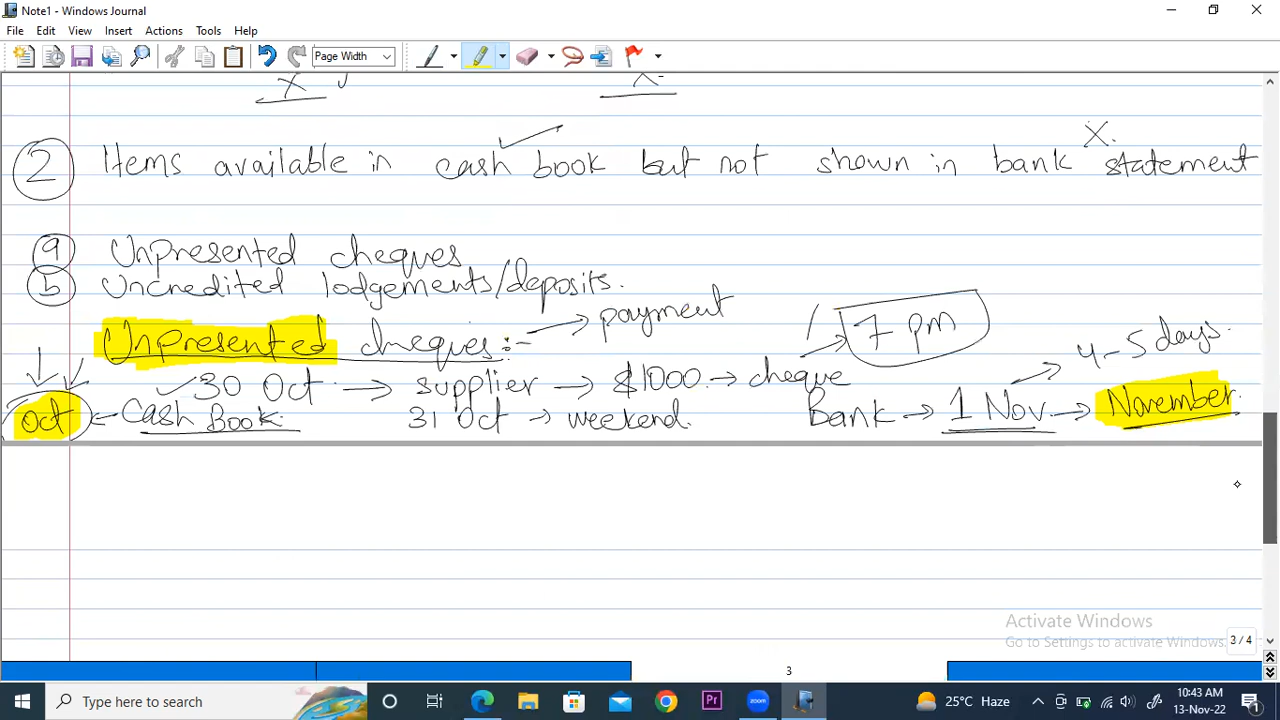 Note1 - Windows Journal
File Edit View Insert Actions Tools Help
Page Width
X
X
2 Items available in cash book but not shown in bank statement
X.
a Unpresented cheques
b Uncredited lodgements/deposits.
Unpresented cheques :- → payment
7 pm
4-5 days.
30 Oct → supplier → $1000 → cheque
Oct ← Cash Book. 31 Oct → weekend. Bank → 1 Nov → November.
Activate Windows
Go to Settings to activate Windows.
3 / 4
3
Type here to search
Pr
zoom
25°C Haze
10:43 AM
13-Nov-22
1